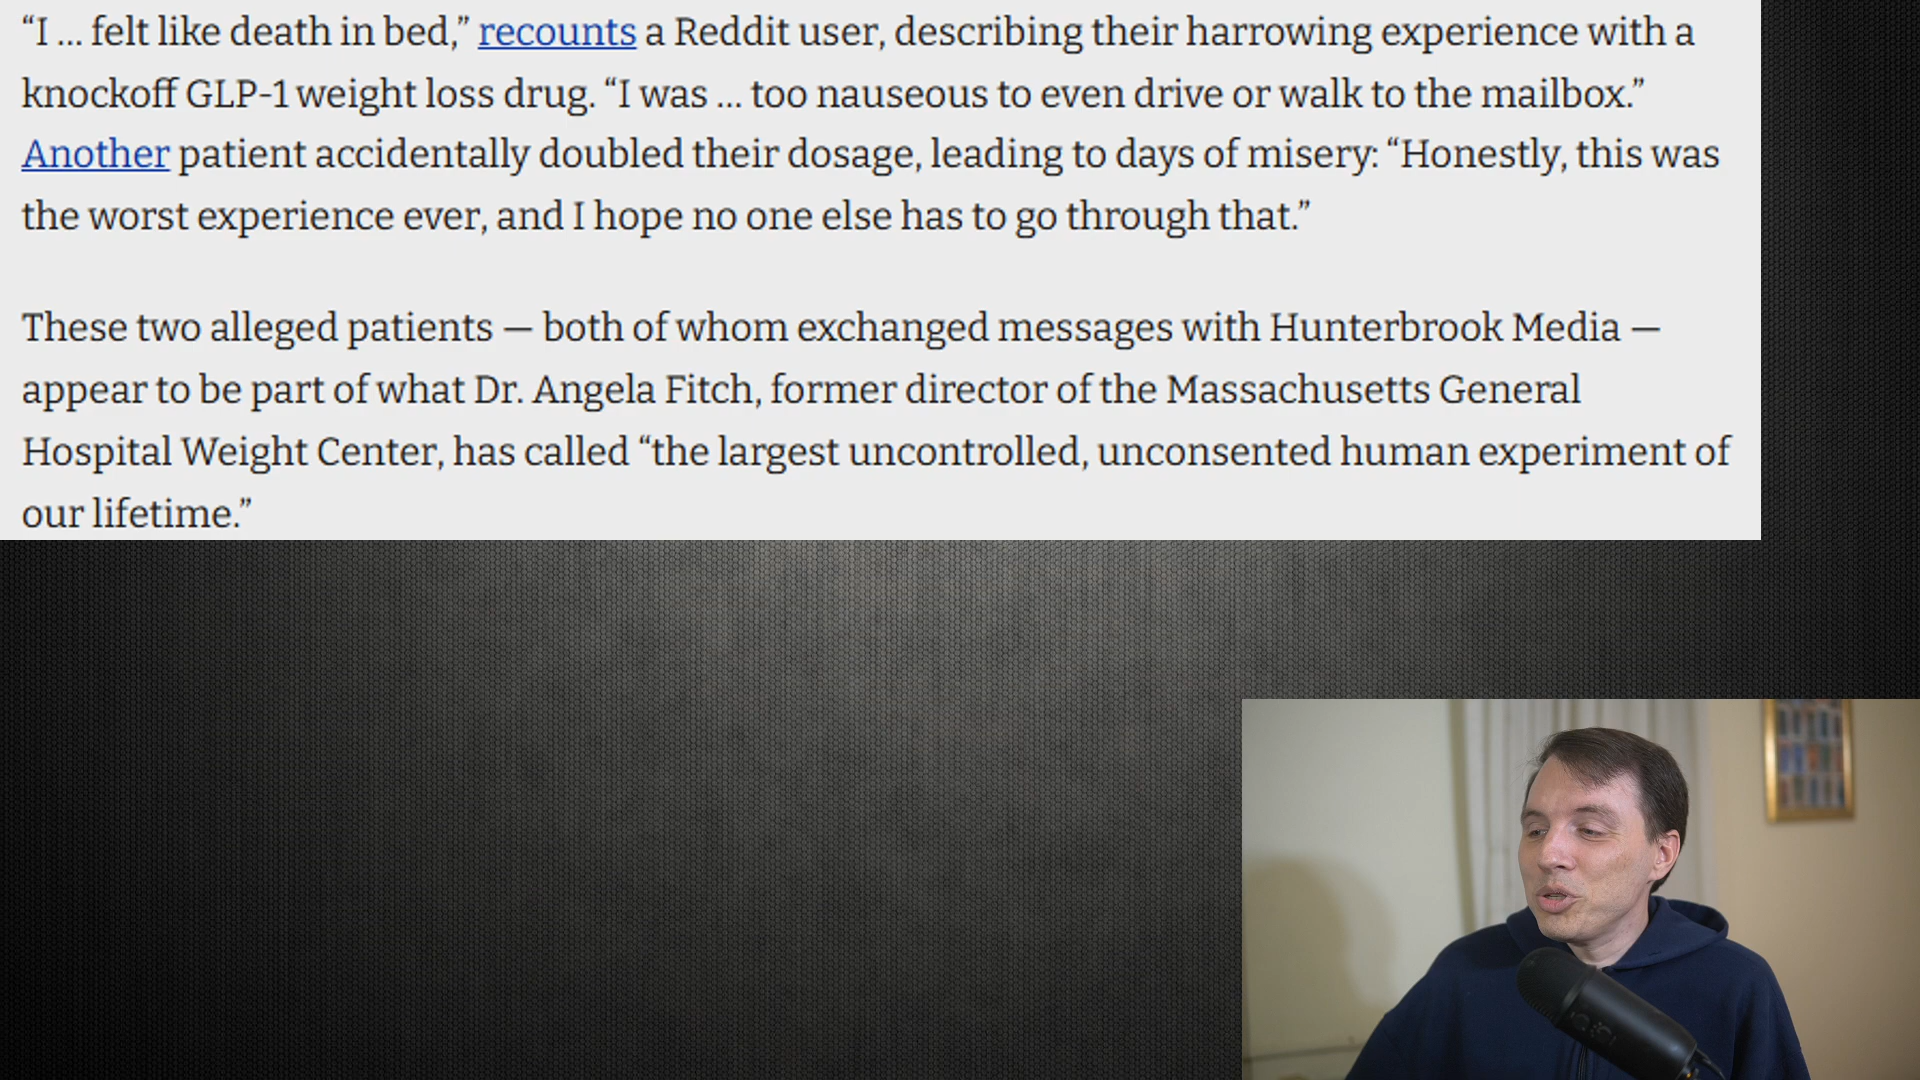 “I ... felt like death in bed,” recounts a Reddit user, describing their harrowing experience with a
knockoff GLP-1 weight loss drug. “I was ... too nauseous to even drive or walk to the mailbox.”
Another patient accidentally doubled their dosage, leading to days of misery: “Honestly, this was
the worst experience ever, and I hope no one else has to go through that.”
These two alleged patients — both of whom exchanged messages with Hunterbrook Media —
appear to be part of what Dr. Angela Fitch, former director of the Massachusetts General
Hospital Weight Center, has called “the largest uncontrolled, unconsented human experiment of
our lifetime.”